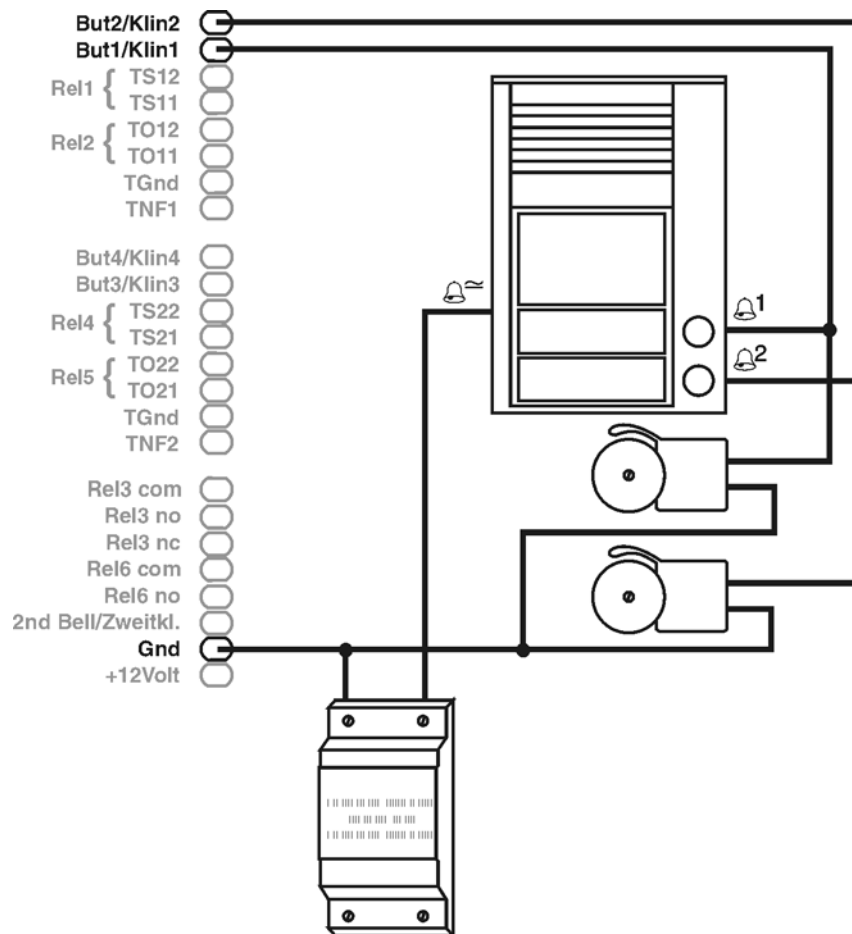 But2/Klin2
But1/Klin1
Rel1 { TS12
TS11
Rel2 { TO12
TO11
TGnd
TNF1
But4/Klin4
But3/Klin3
Rel4 { TS22
TS21
Rel5 { TO22
TO21
TGnd
TNF2
Rel3 com
Rel3 no
Rel3 nc
Rel6 com
Rel6 no
2nd Bell/Zweitkl.
Gnd
+12Volt
≃
1
2